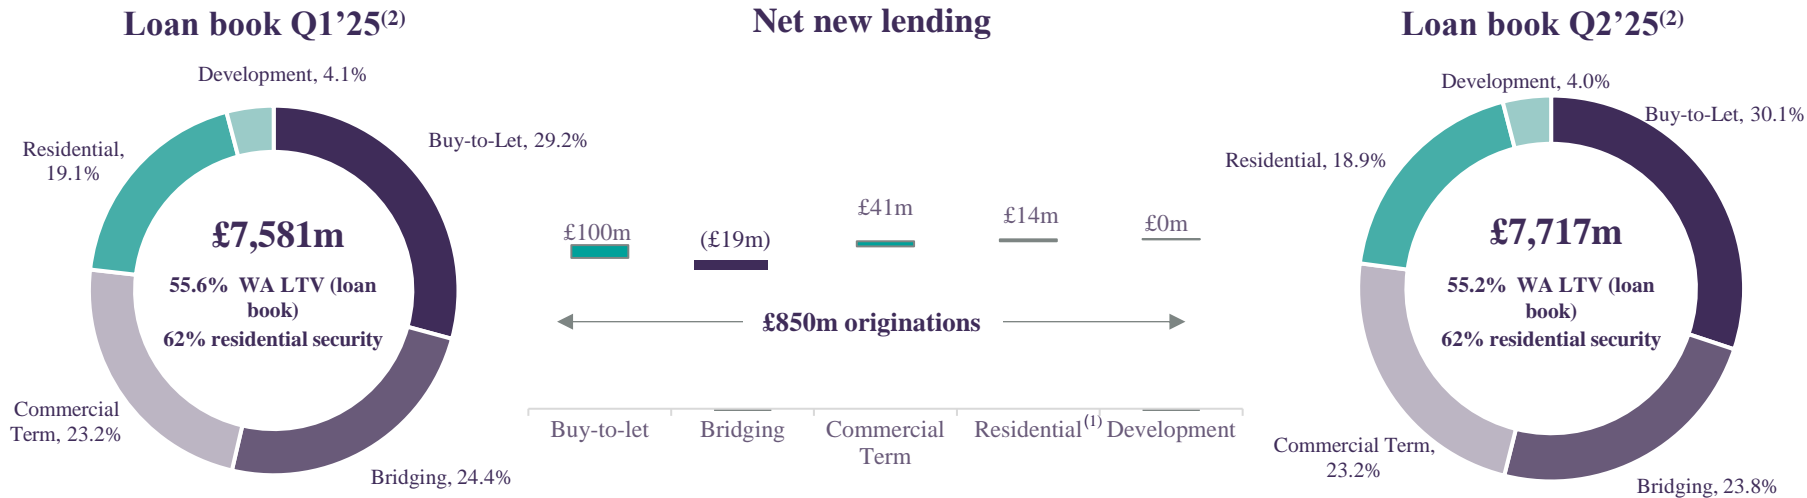 Loan book Q1’25(2)
Development, 4.1%
Buy-to-Let, 29.2%
Residential,
19.1%
£7,581m
55.6% WA LTV (loan
book)
62% residential security
Commercial
Term, 23.2%
Bridging, 24.4%
Net new lending
£100m
(£19m)
£41m
£14m
£0m
£850m originations
Buy-to-let
Bridging
Commercial
Term
Residential(1)
Development
Loan book Q2’25(2)
Development, 4.0%
Buy-to-Let, 30.1%
Residential, 18.9%
£7,717m
55.2% WA LTV (loan
book)
62% residential security
Commercial Term,
23.2%
Bridging, 23.8%